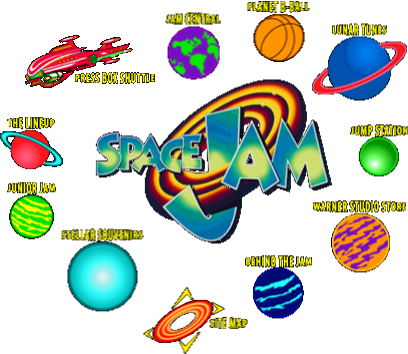 PLANET B-BALL
JAM CENTRAL
LUNAR TUNES
PRESS BOX SHUTTLE
THE LINEUP
JUMP STATION
SPACE JAM
JUNIOR JAM
WARNER STUDIO STORE
STELLAR SOUVENIRS
BEHIND THE JAM
SITE MAP